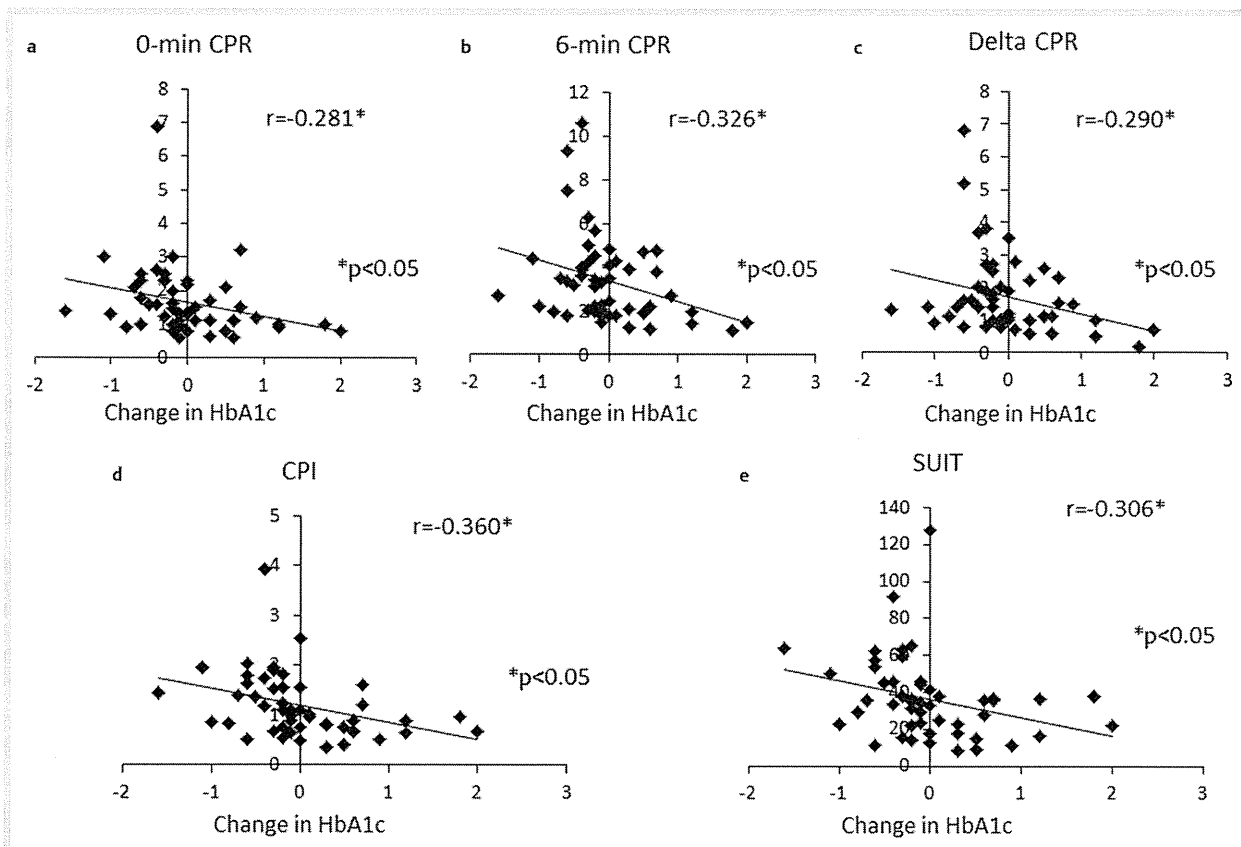 a 0-min CPR
r=-0.281*
*p<0.05
8
7
6
5
4
3
2
1
0
-2 -1 0 1 2 3
Change in HbA1c
b 6-min CPR
r=-0.326*
*p<0.05
12
10
8
6
4
2
0
-2 -1 0 1 2 3
Change in HbA1c
c Delta CPR
r=-0.290*
*p<0.05
8
7
6
5
4
3
2
1
0
-2 -1 0 1 2 3
Change in HbA1c
d CPI
r=-0.360*
*p<0.05
5
4
3
2
1
0
-2 -1 0 1 2 3
Change in HbA1c
e SUIT
r=-0.306*
*p<0.05
140
120
100
80
60
40
20
0
-2 -1 0 1 2 3
Change in HbA1c